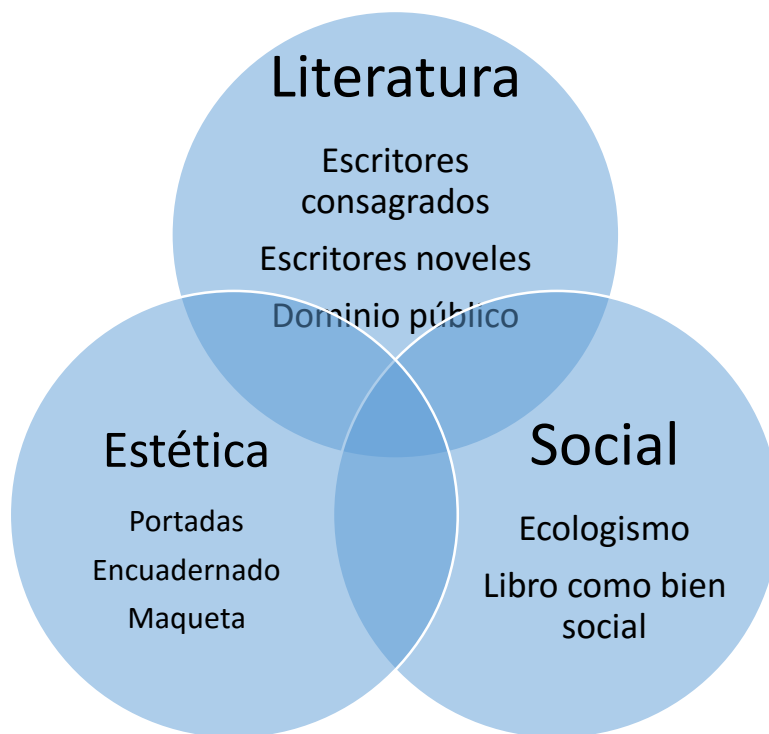 Literatura
Escritores
consagrados
Escritores noveles
Dominio público
Estética
Portadas
Encuadernado
Maqueta
Social
Ecologismo
Libro como bien
social